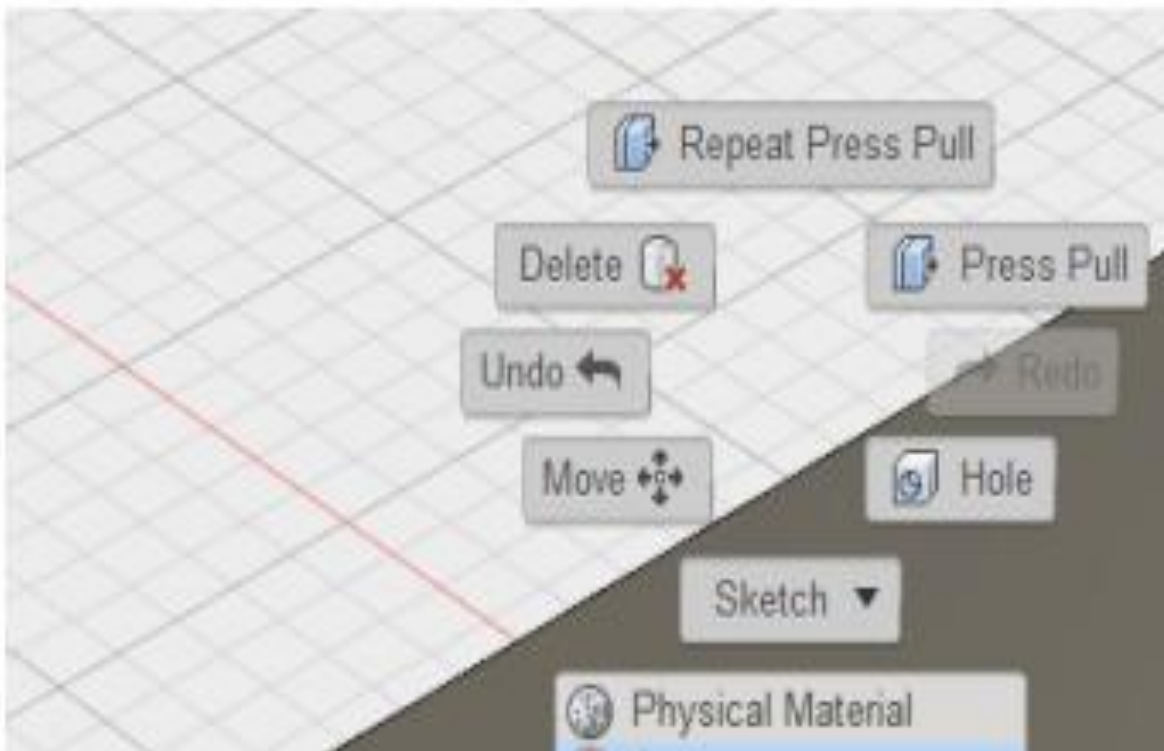 Repeat Press Pull
Delete
Press Pull
Undo
Redo
Move
Hole
Sketch
Physical Material